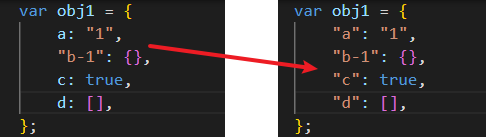 var obj1 = {
a: "1",
"b-1": {},
c: true,
d: [],
};
var obj1 = {
"a": "1",
"b-1": {},
"c": true,
"d": [],
};